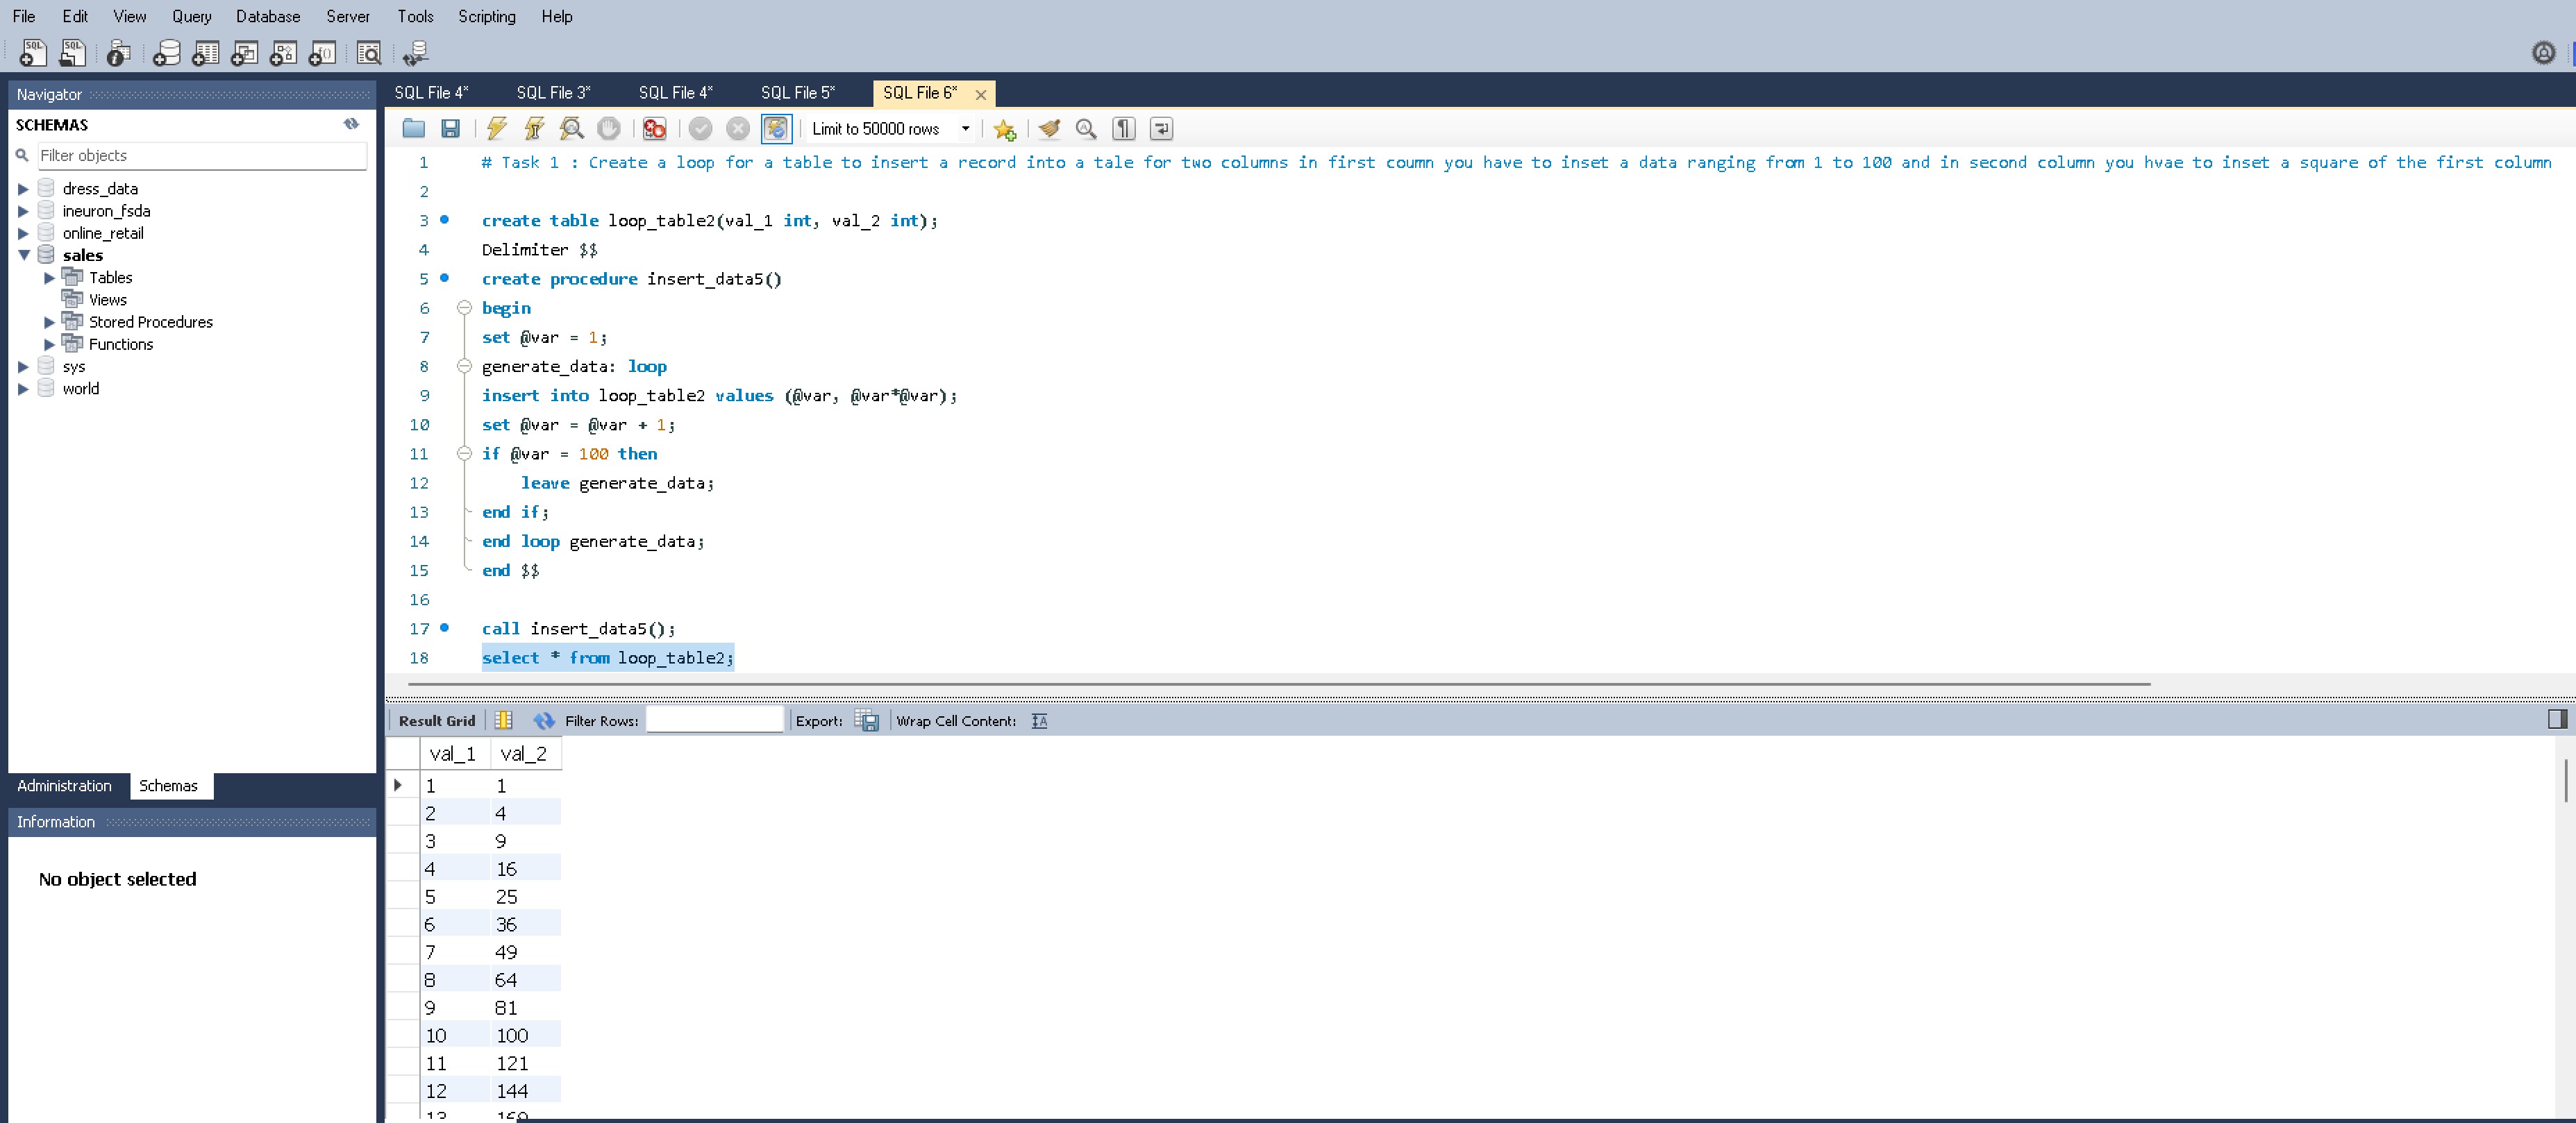 File Edit View Query Database Server Tools Scripting Help
Navigator
SCHEMAS
Filter objects
dress_data
ineuron_fsda
online_retail
sales
Tables
Views
Stored Procedures
Functions
sys
world
Administration Schemas
Information
No object selected
SQL File 4* SQL File 3* SQL File 4* SQL File 5* SQL File 6*
Limit to 50000 rows
1 # Task 1 : Create a loop for a table to insert a record into a tale for two columns in first coumn you have to inset a data ranging from 1 to 100 and in second column you hvae to inset a square of the first column
2
3 create table loop_table2(val_1 int, val_2 int);
4 Delimiter $$
5 create procedure insert_data5()
6 begin
7 set @var = 1;
8 generate_data: loop
9 insert into loop_table2 values (@var, @var*@var);
10 set @var = @var + 1;
11 if @var = 100 then
12 leave generate_data;
13 end if;
14 end loop generate_data;
15 end $$
16
17 call insert_data5();
18 select * from loop_table2;
Result Grid Filter Rows: Export: Wrap Cell Content:
val_1 val_2
1 1
2 4
3 9
4 16
5 25
6 36
7 49
8 64
9 81
10 100
11 121
12 144
13 169